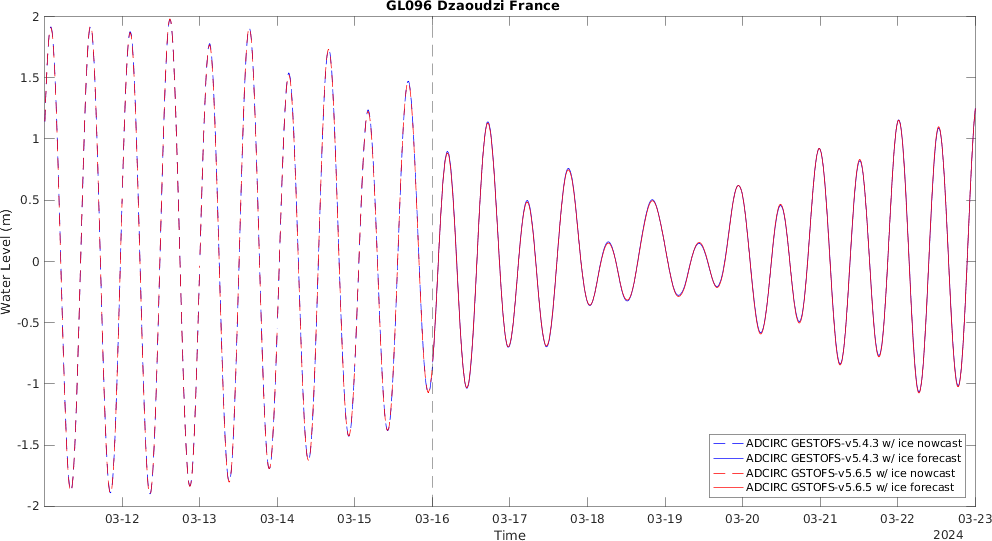 GL096 Dzaoudzi France
2
1.5
1
0.5
0
-0.5
-1
-1.5
-2
Water Level (m)
ADCIRC GESTOFS-v5.4.3 w/ ice nowcast
ADCIRC GESTOFS-v5.4.3 w/ ice forecast
ADCIRC GSTOFS-v5.6.5 w/ ice nowcast
ADCIRC GSTOFS-v5.6.5 w/ ice forecast
03-12 03-13 03-14 03-15 03-16 03-17 03-18 03-19 03-20 03-21 03-22 03-23
Time
2024